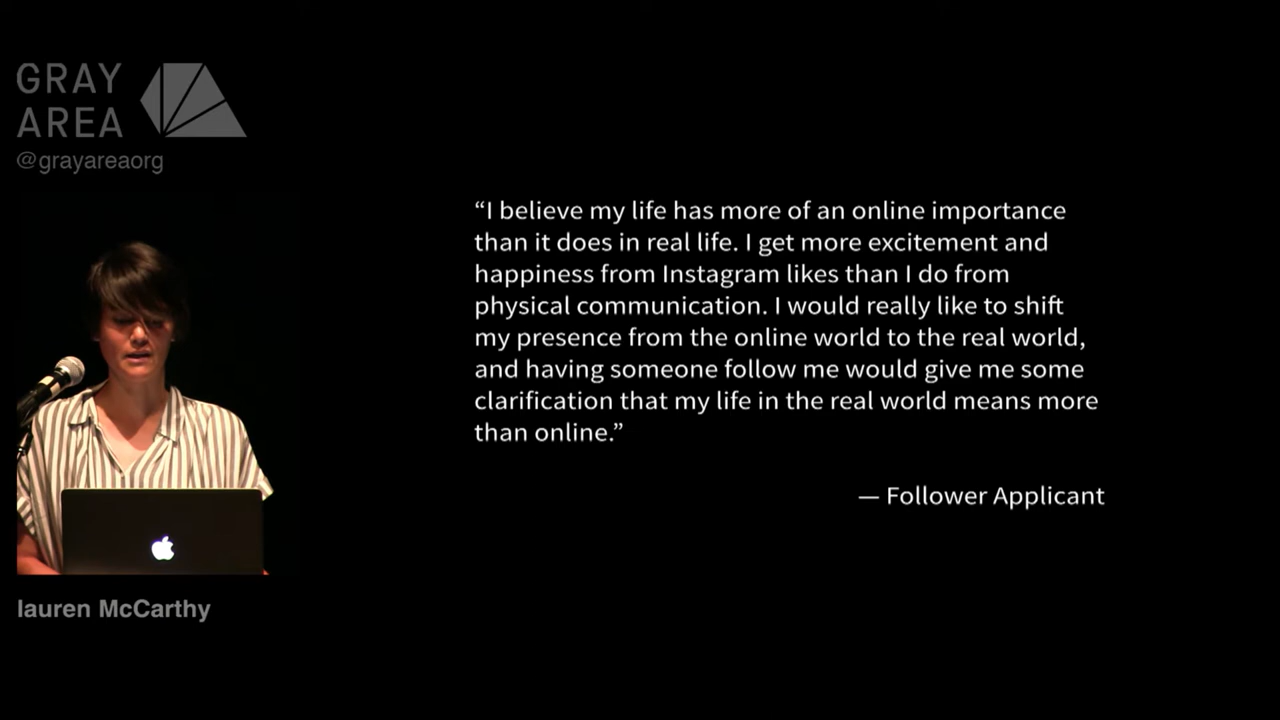 GRAY
AREA
@grayareaorg
“I believe my life has more of an online importance
than it does in real life. I get more excitement and
happiness from Instagram likes than I do from
physical communication. I would really like to shift
my presence from the online world to the real world,
and having someone follow me would give me some
clarification that my life in the real world means more
than online.”
— Follower Applicant
lauren McCarthy